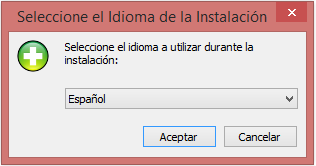 Seleccione el Idioma de la Instalación
Seleccione el idioma a utilizar durante la
instalación:
Español
Aceptar
Cancelar